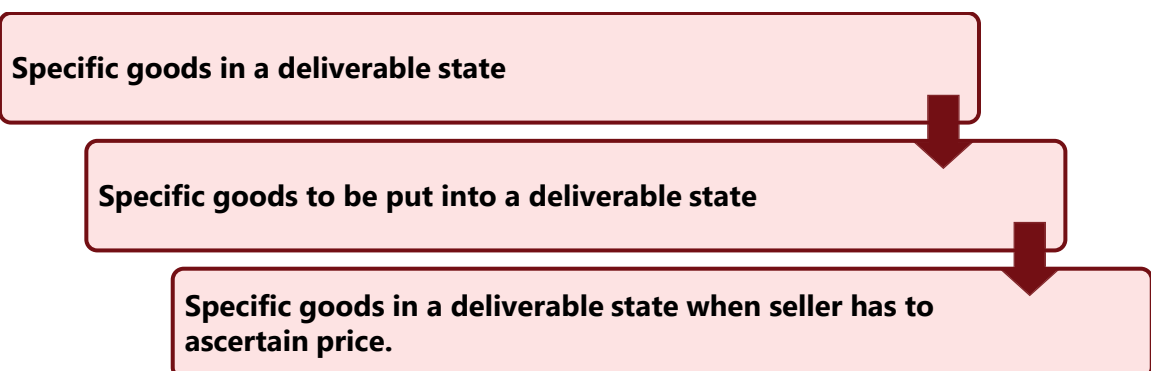 Specific goods in a deliverable state
Specific goods to be put into a deliverable state
Specific goods in a deliverable state when seller has to
ascertain price.